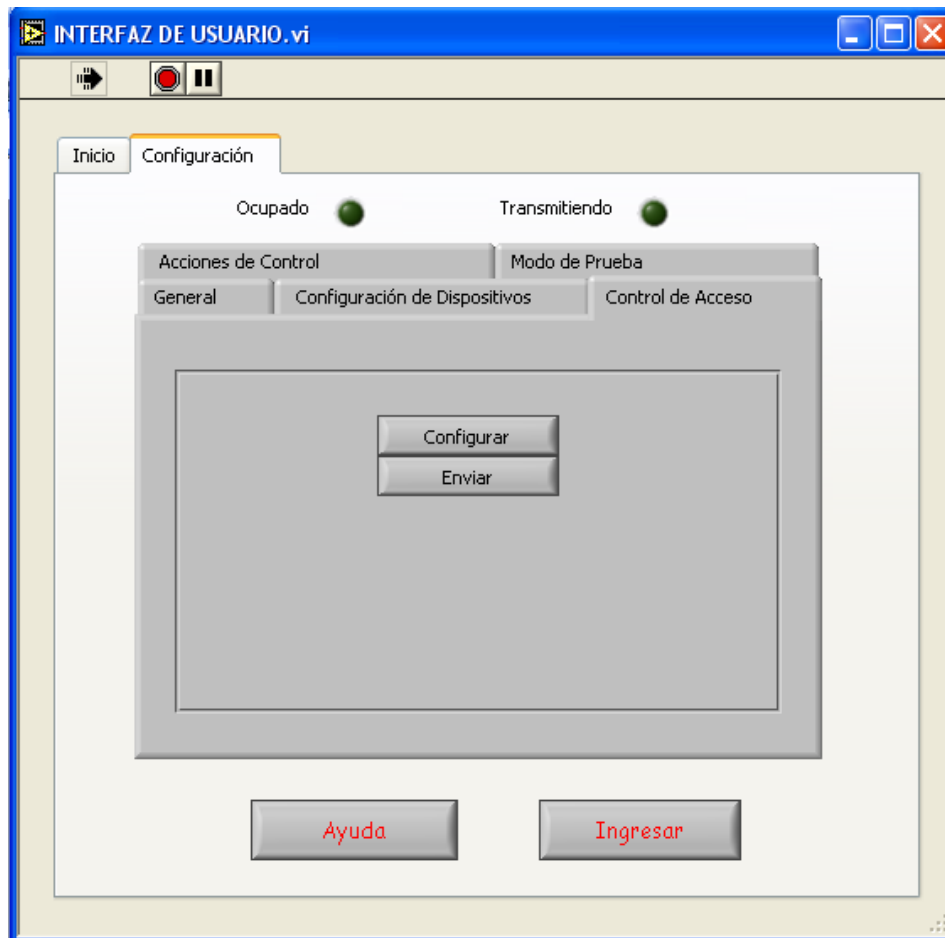 INTERFAZ DE USUARIO.vi
Inicio
Configuración
Ocupado
Transmitiendo
Acciones de Control
Modo de Prueba
General
Configuración de Dispositivos
Control de Acceso
Configurar
Enviar
Ayuda
Ingresar